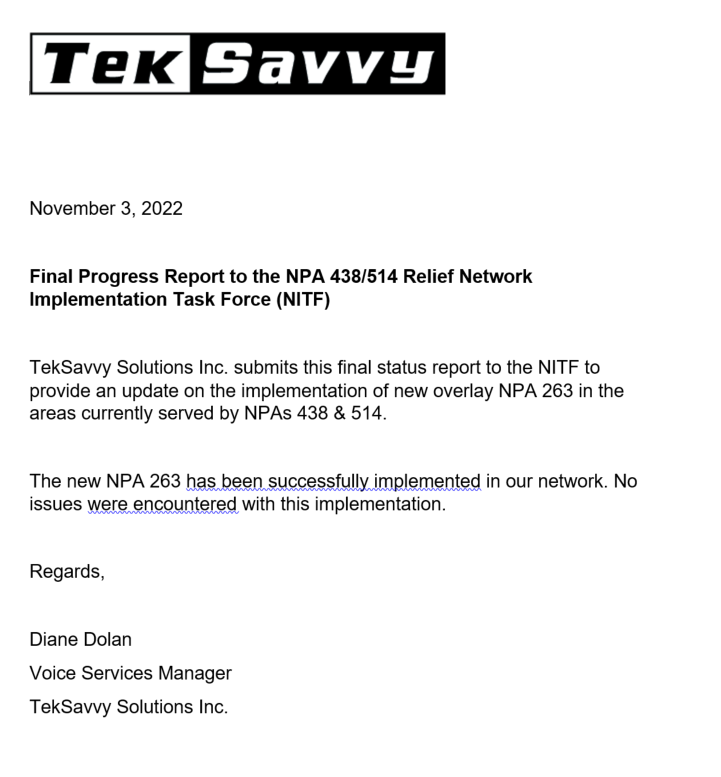 Tek Savvy
November 3, 2022
Final Progress Report to the NPA 438/514 Relief Network
Implementation Task Force (NITF)
TekSavvy Solutions Inc. submits this final status report to the NITF to
provide an update on the implementation of new overlay NPA 263 in the
areas currently served by NPAs 438 & 514.
The new NPA 263 has been successfully implemented in our network. No
issues were encountered with this implementation.
Regards,
Diane Dolan
Voice Services Manager
TekSavvy Solutions Inc.